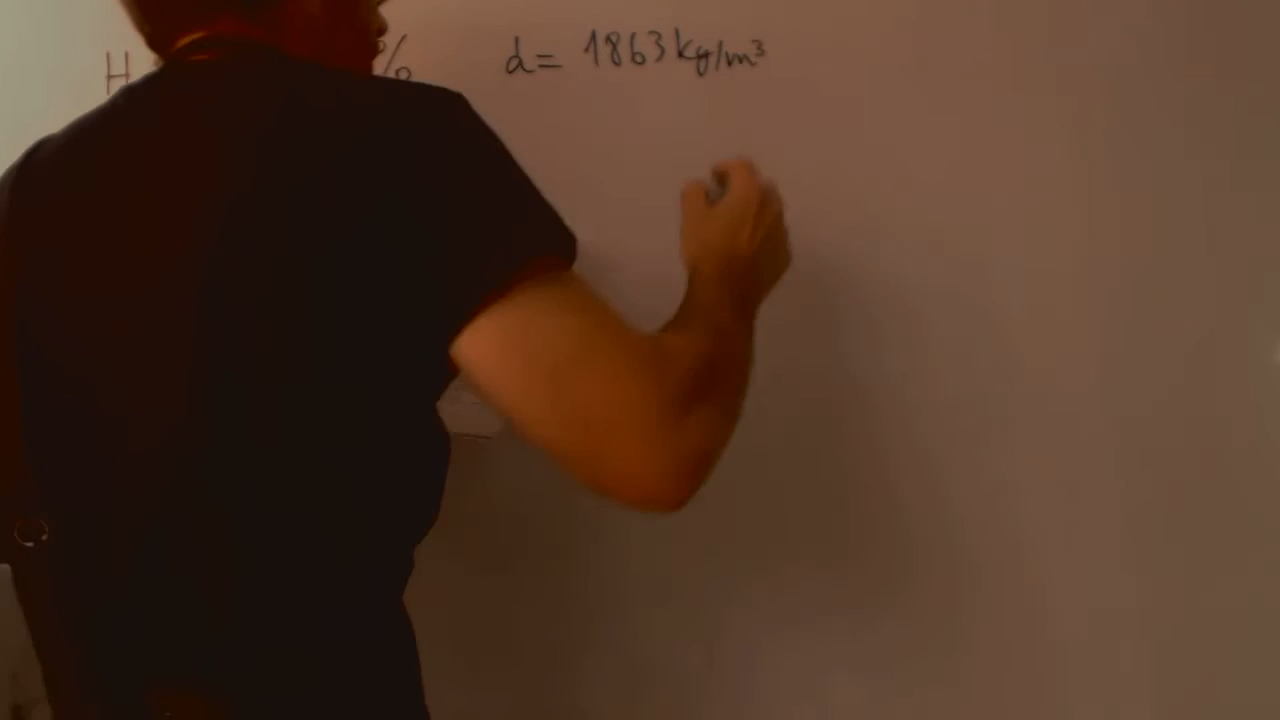 H % d = 1863 kg/m³